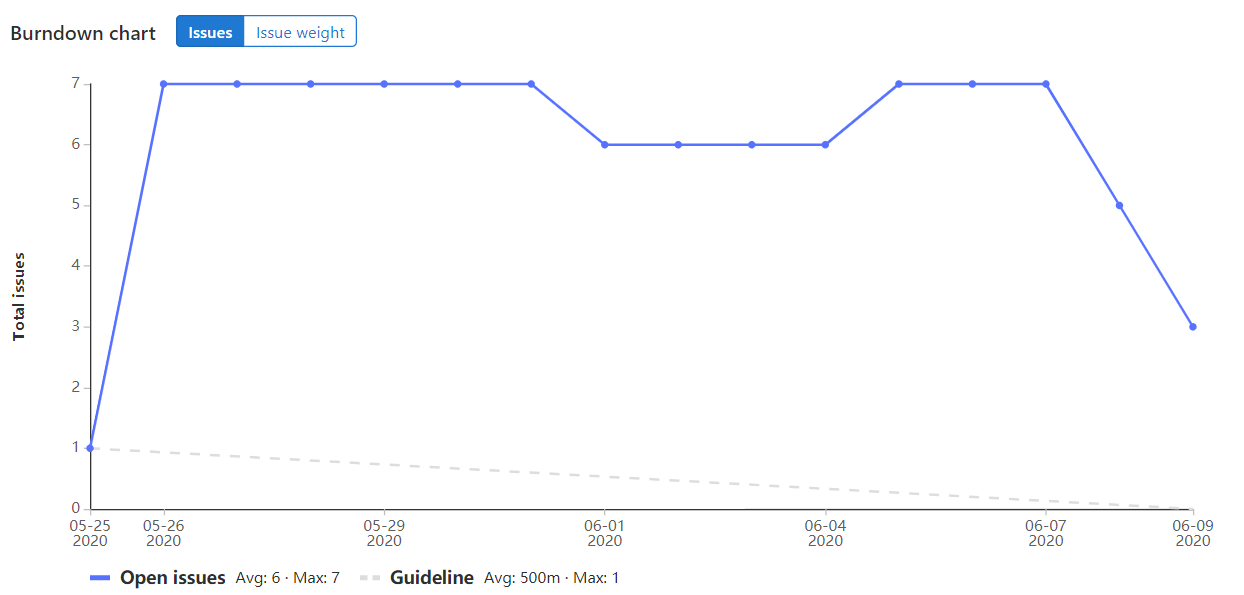 Burndown chart Issues Issue weight
Total issues
7
6
5
4
3
2
1
0
05-25 05-26 05-29 06-01 06-04 06-07 06-09
2020 2020 2020 2020 2020 2020 2020
Open issues Avg: 6 · Max: 7 Guideline Avg: 500m · Max: 1